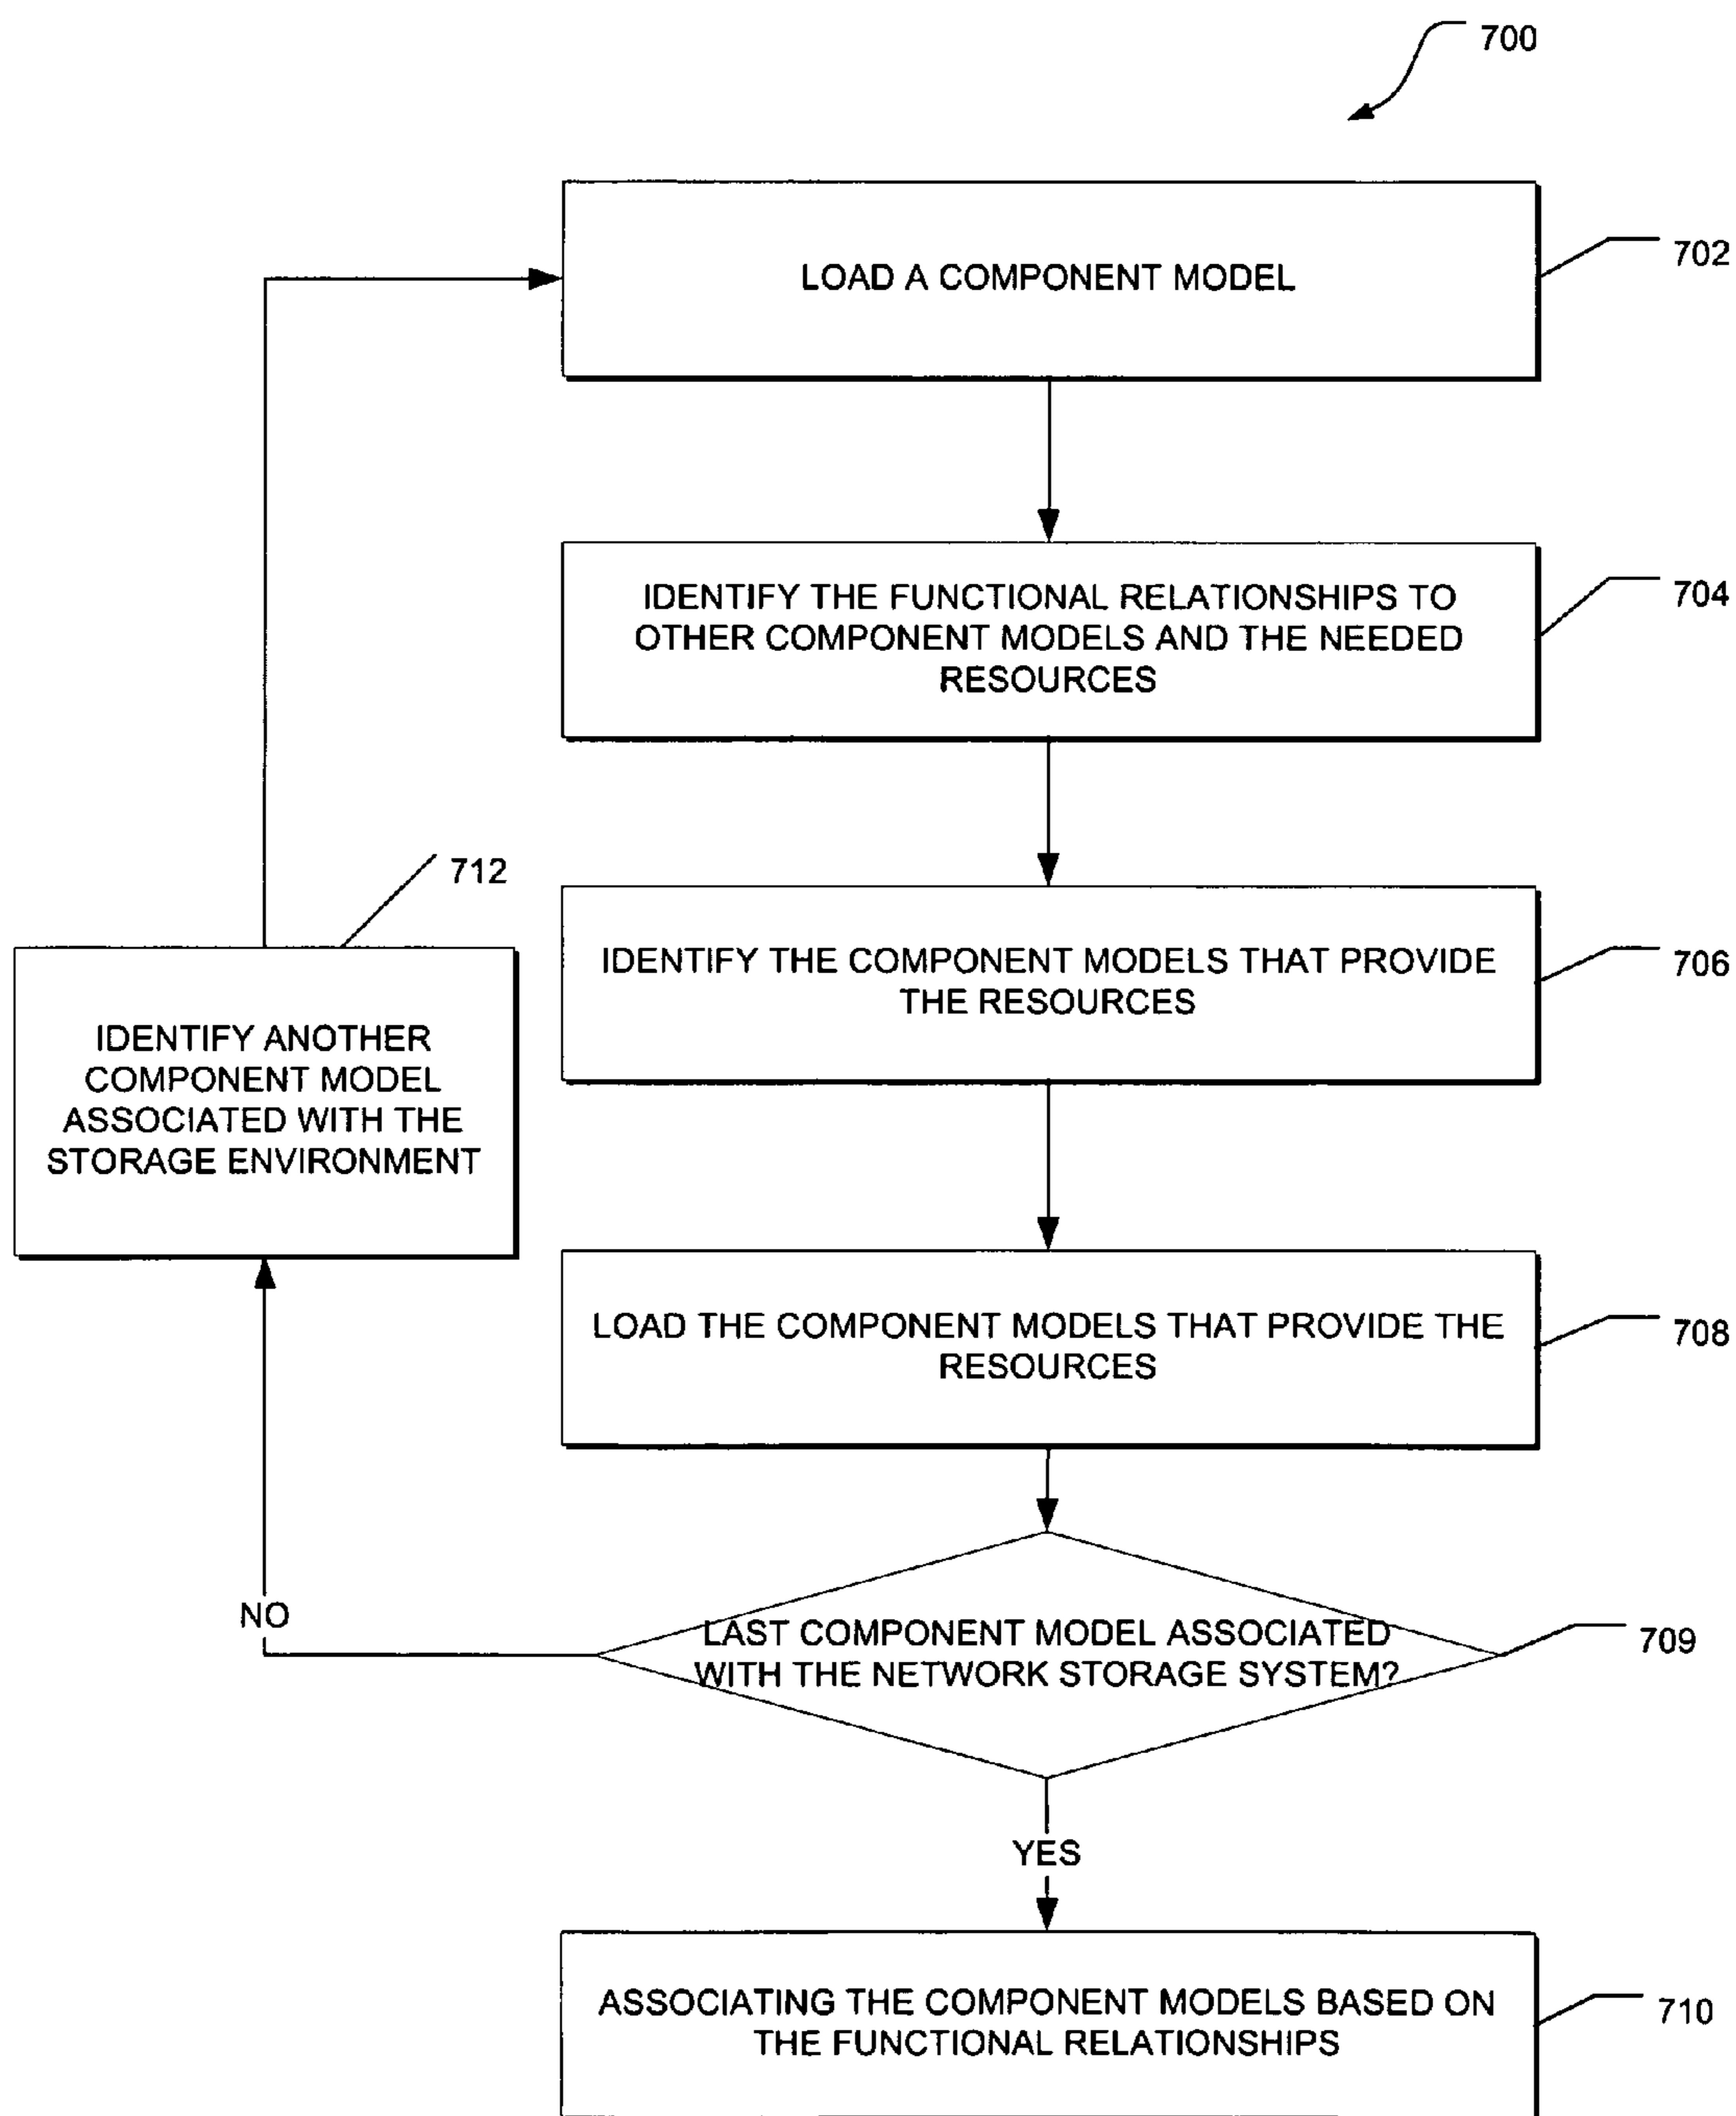 700
LOAD A COMPONENT MODEL
702
IDENTIFY THE FUNCTIONAL RELATIONSHIPS TO
OTHER COMPONENT MODELS AND THE NEEDED
RESOURCES
704
712
IDENTIFY THE COMPONENT MODELS THAT PROVIDE
THE RESOURCES
706
IDENTIFY ANOTHER
COMPONENT MODEL
ASSOCIATED WITH THE
STORAGE ENVIRONMENT
LOAD THE COMPONENT MODELS THAT PROVIDE THE
RESOURCES
708
NO
LAST COMPONENT MODEL ASSOCIATED
WITH THE NETWORK STORAGE SYSTEM?
709
YES
ASSOCIATING THE COMPONENT MODELS BASED ON
THE FUNCTIONAL RELATIONSHIPS
710